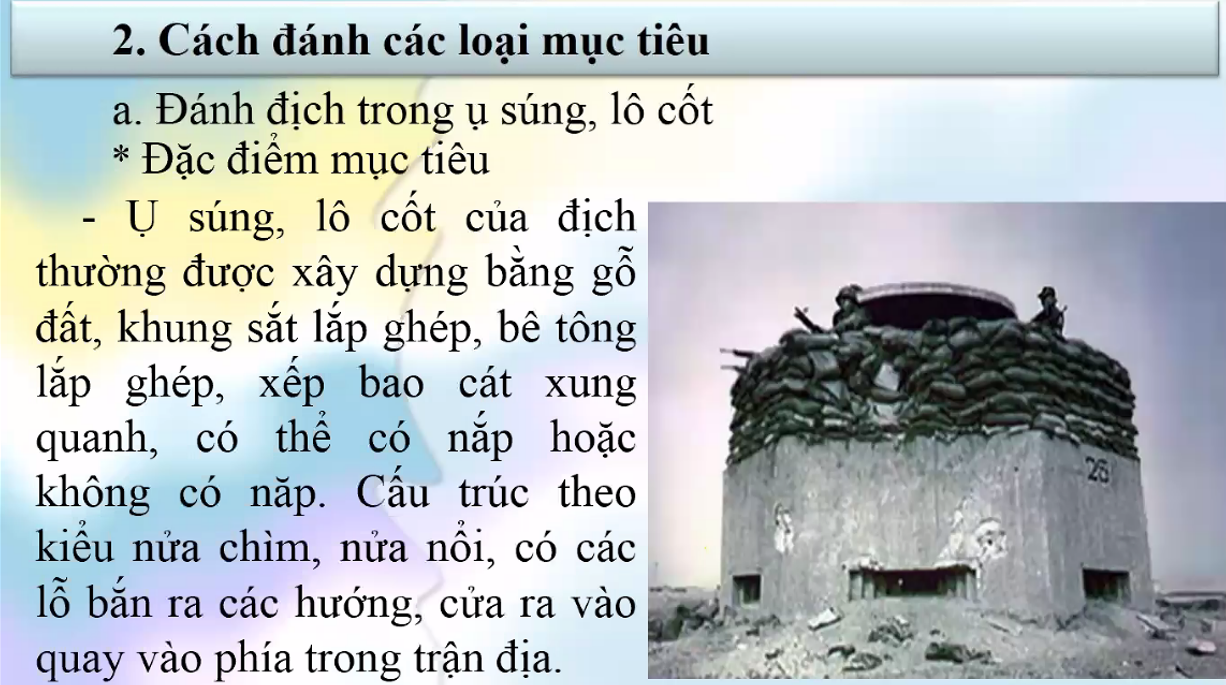 2. Cách đánh các loại mục tiêu
a. Đánh địch trong ụ súng, lô cốt
* Đặc điểm mục tiêu
- Ụ súng, lô cốt của địch
thường được xây dựng bằng gỗ
đất, khung sắt lắp ghép, bê tông
lắp ghép, xếp bao cát xung
quanh, có thể có nắp hoặc
không có năp. Cấu trúc theo
kiểu nửa chìm, nửa nổi, có các
lỗ bắn ra các hướng, cửa ra vào
quay vào phía trong trận địa.
26